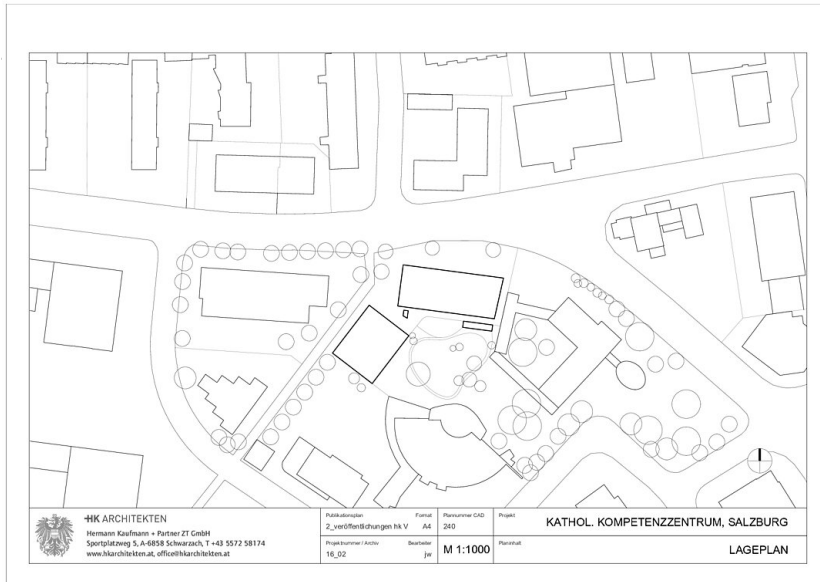 HK ARCHITEKTEN
Hermann Kaufmann + Partner ZT GmbH
Sportplatzweg 5, A-6858 Schwarzach, T +43 5572 58174
www.hkarchitekten.at, office@hkarchitekten.at
Publikationsplan Format
2_veröffentlichungen hk V A4
Projektnummer / Archiv Bearbeiter
16_02 jw
Plannummer CAD
240
M 1:1000
Projekt
KATHOL. KOMPETENZZENTRUM, SALZBURG
Planinhalt
LAGEPLAN